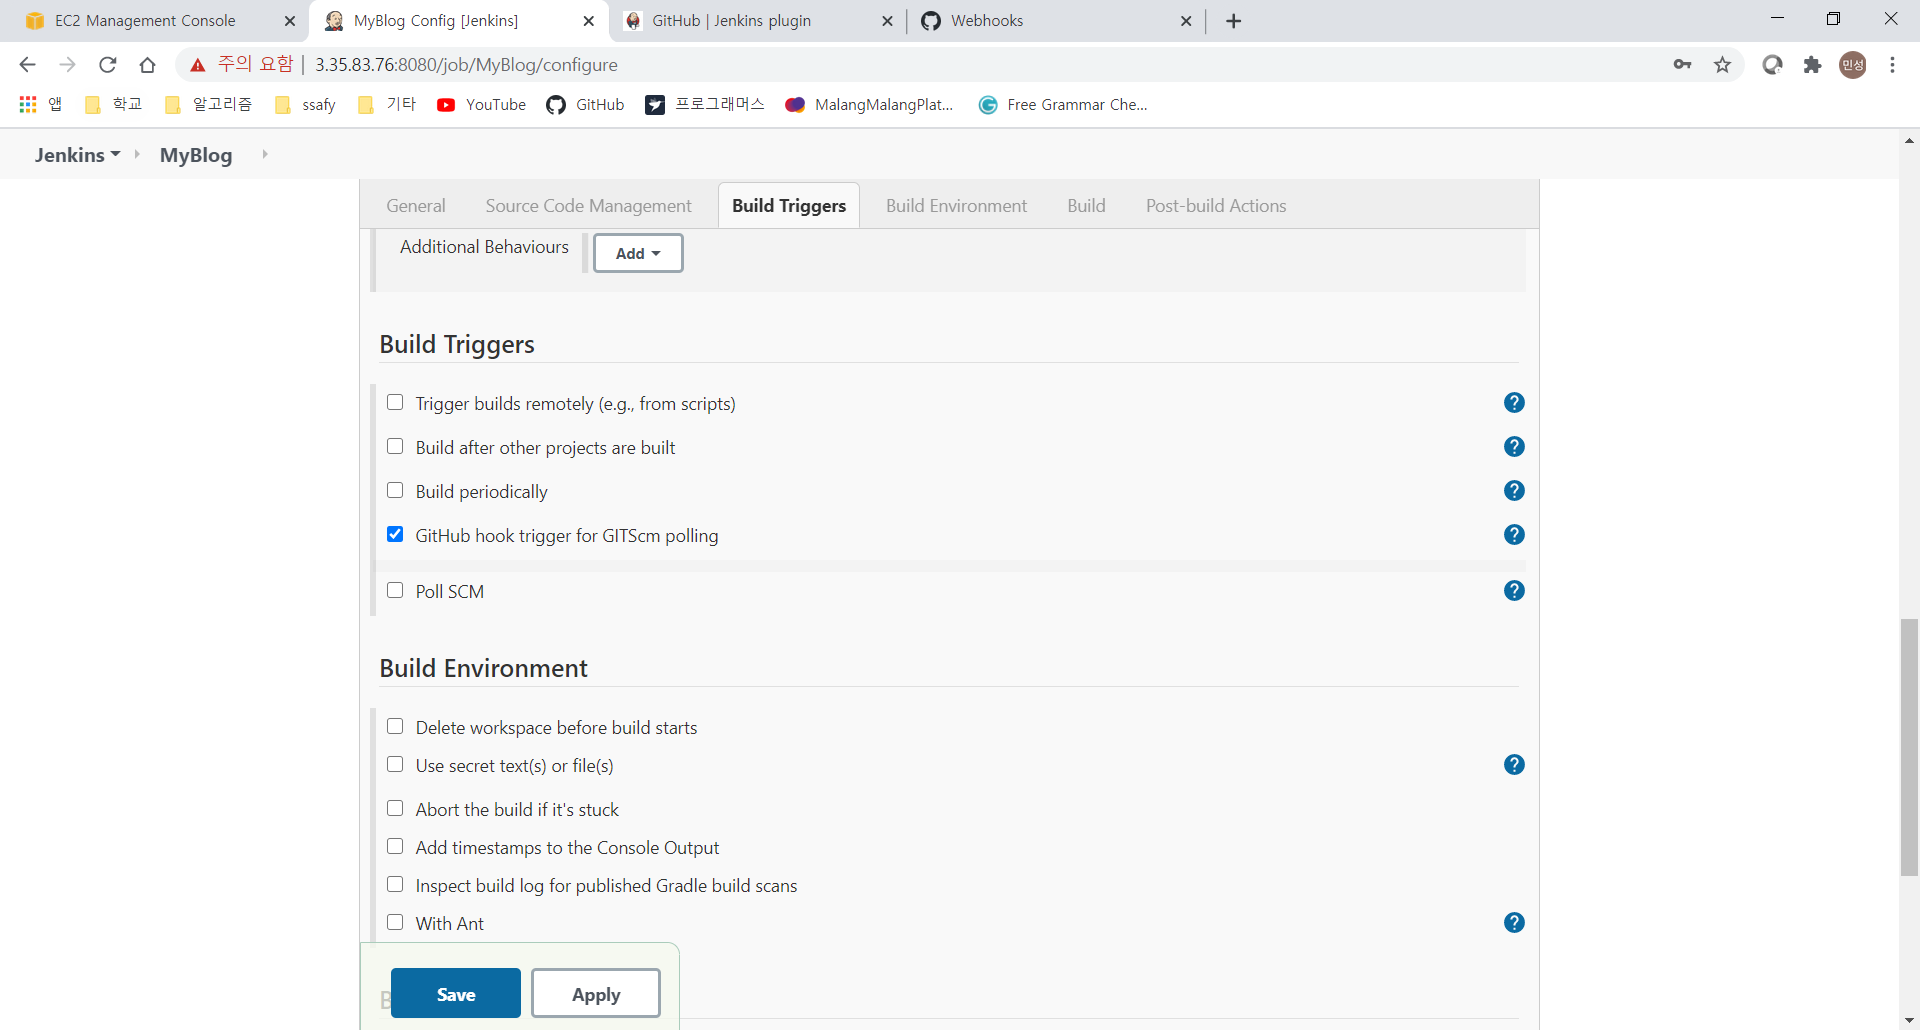 EC2 Management Console
MyBlog Config [Jenkins]
GitHub | Jenkins plugin
Webhooks
주의 요함 | 3.35.83.76:8080/job/MyBlog/configure
민성
앱
학교
알고리즘
ssafy
기타
YouTube
GitHub
프로그래머스
MalangMalangPlat...
Free Grammar Che...
Jenkins
MyBlog
General
Source Code Management
Build Triggers
Build Environment
Build
Post-build Actions
Additional Behaviours
Add
Build Triggers
Trigger builds remotely (e.g., from scripts)
?
Build after other projects are built
?
Build periodically
?
GitHub hook trigger for GITScm polling
?
Poll SCM
?
Build Environment
Delete workspace before build starts
Use secret text(s) or file(s)
?
Abort the build if it's stuck
Add timestamps to the Console Output
Inspect build log for published Gradle build scans
With Ant
?
Save
Apply